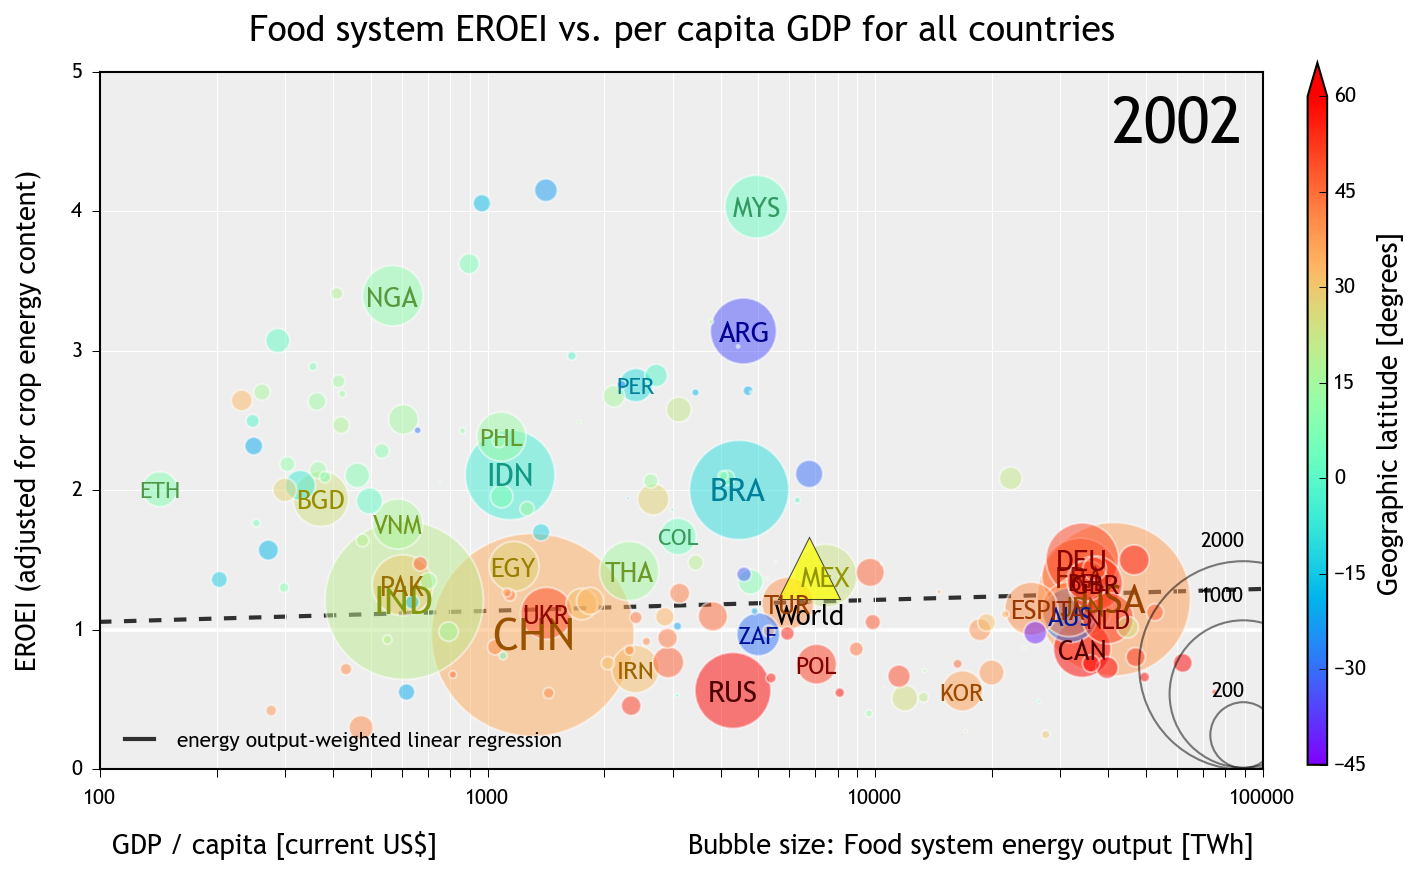 Food system EROEI vs. per capita GDP for all countries
2002
EROEI (adjusted for crop energy content)
5
4
3
2
1
0
MYS
NGA
ARG
PER
PHL
IDN
ETH
BGD
BRA
VNM
COL
EGY
THA
MEX
PAK
IND
UKR
CHN
TUR
World
ZAF
IRN
POL
RUS
KOR
DEU
GBR
ESP
AUS
NLD
CAN
2000
1000
200
energy output-weighted linear regression
100
1000
10000
100000
GDP / capita [current US$]
Bubble size: Food system energy output [TWh]
60
45
30
15
0
−15
−30
−45
Geographic latitude [degrees]